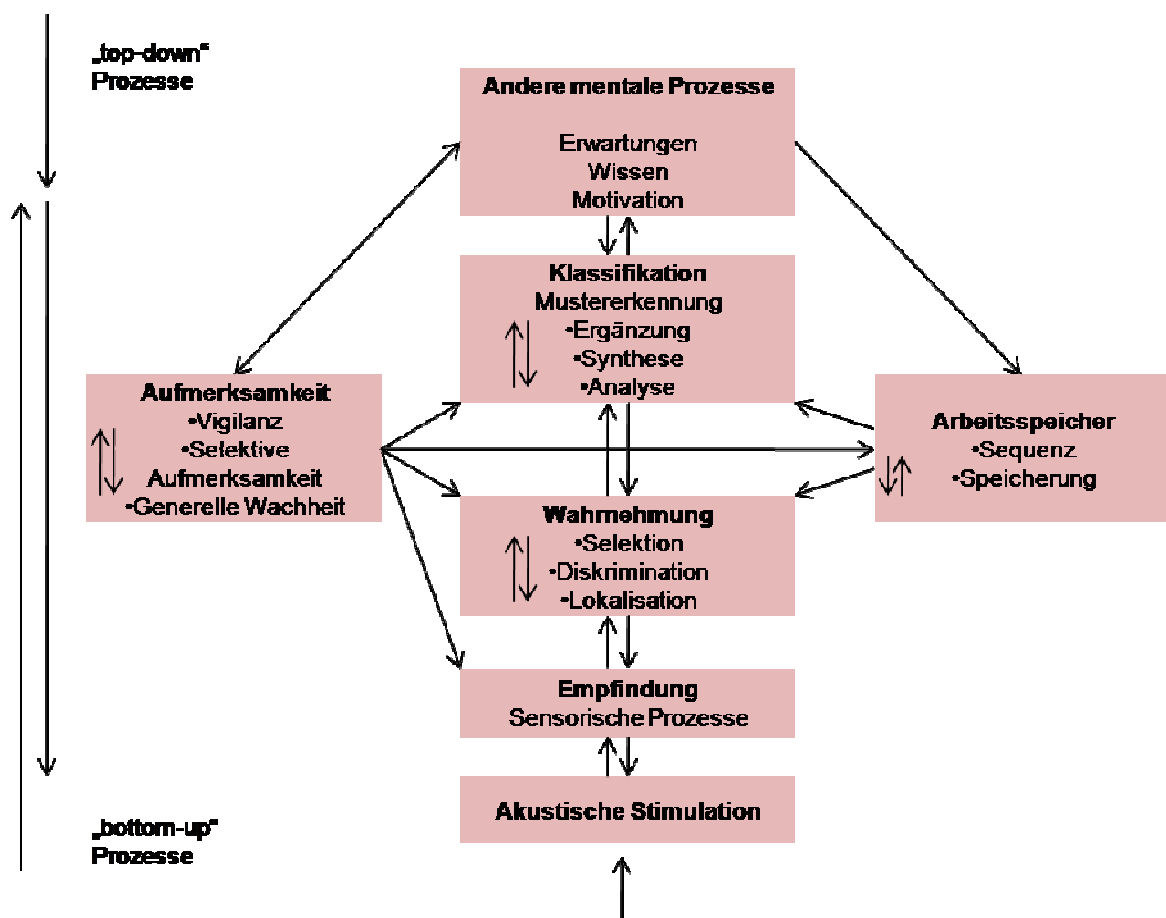 „top-down“
Prozesse
Andere mentale Prozesse
Erwartungen
Wissen
Motivation
Klassifikation
Mustererkennung
•Ergänzung
•Synthese
•Analyse
Aufmerksamkeit
•Vigilanz
•Selektive
Aufmerksamkeit
•Generelle Wachheit
Arbeitsspeicher
•Sequenz
•Speicherung
Wahrnehmung
•Selektion
•Diskrimination
•Lokalisation
Empfindung
Sensorische Prozesse
Akustische Stimulation
„bottom-up“
Prozesse